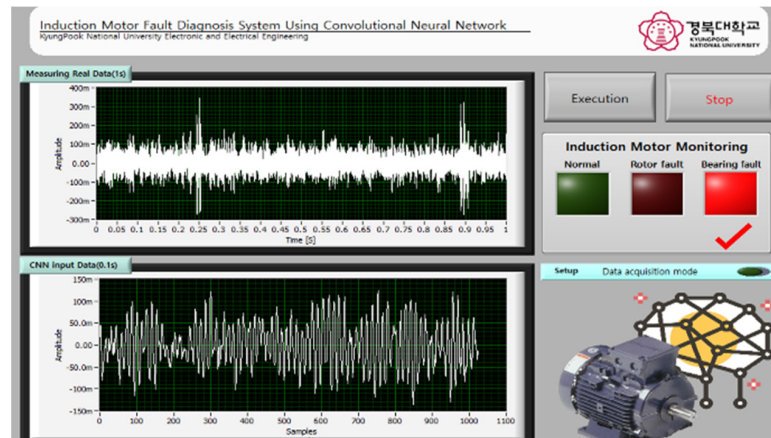 Induction Motor Fault Diagnosis System Using Convolutional Neural Network
KyungPook National University Electronic and Electrical Engineering
경북대학교
KYUNGPOOK
NATIONAL UNIVERSITY
Measuring Real Data(1s)
400m
300m
200m
100m
0.00
-100m
-200m
-300m
Amplitude
0 0.05 0.1 0.15 0.2 0.25 0.3 0.35 0.4 0.45 0.5 0.55 0.6 0.65 0.7 0.75 0.8 0.85 0.9 0.95 1
Time [S]
Execution
Stop
Induction Motor Monitoring
Normal Rotor fault Bearing fault
CNN input Data(0.1s)
150m
100m
50.0m
0.00
-50.0m
-100m
-150m
Amplitude
0 100 200 300 400 500 600 700 800 900 1000 1100
Samples
Setup Data acquisition mode